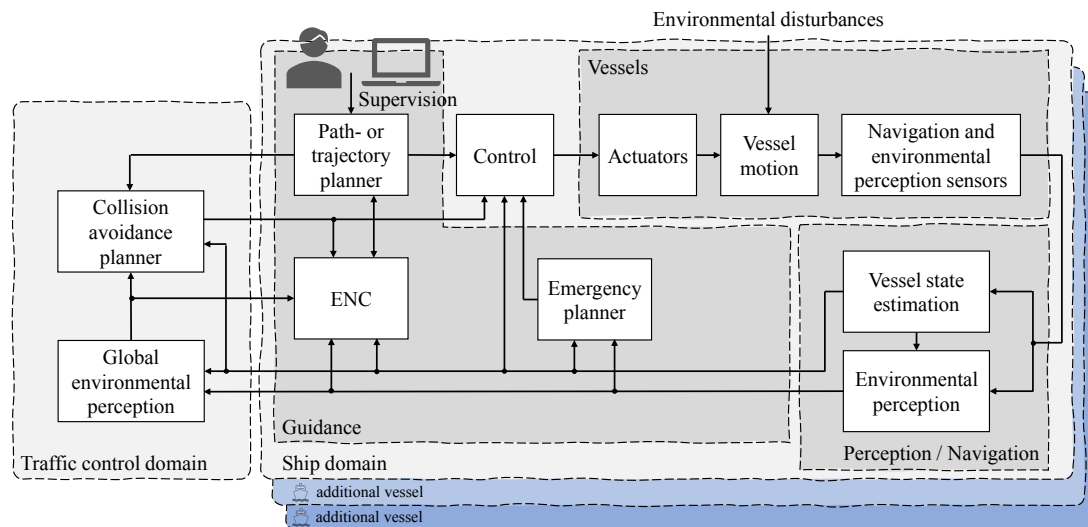 Environmental disturbances
Vessels
Supervision
Path- or
trajectory
planner
Control
Actuators
Vessel
motion
Navigation and
environmental
perception sensors
Collision
avoidance
planner
ENC
Emergency
planner
Vessel state
estimation
Global
environmental
perception
Environmental
perception
Guidance
Perception / Navigation
Traffic control domain
Ship domain
additional vessel
additional vessel